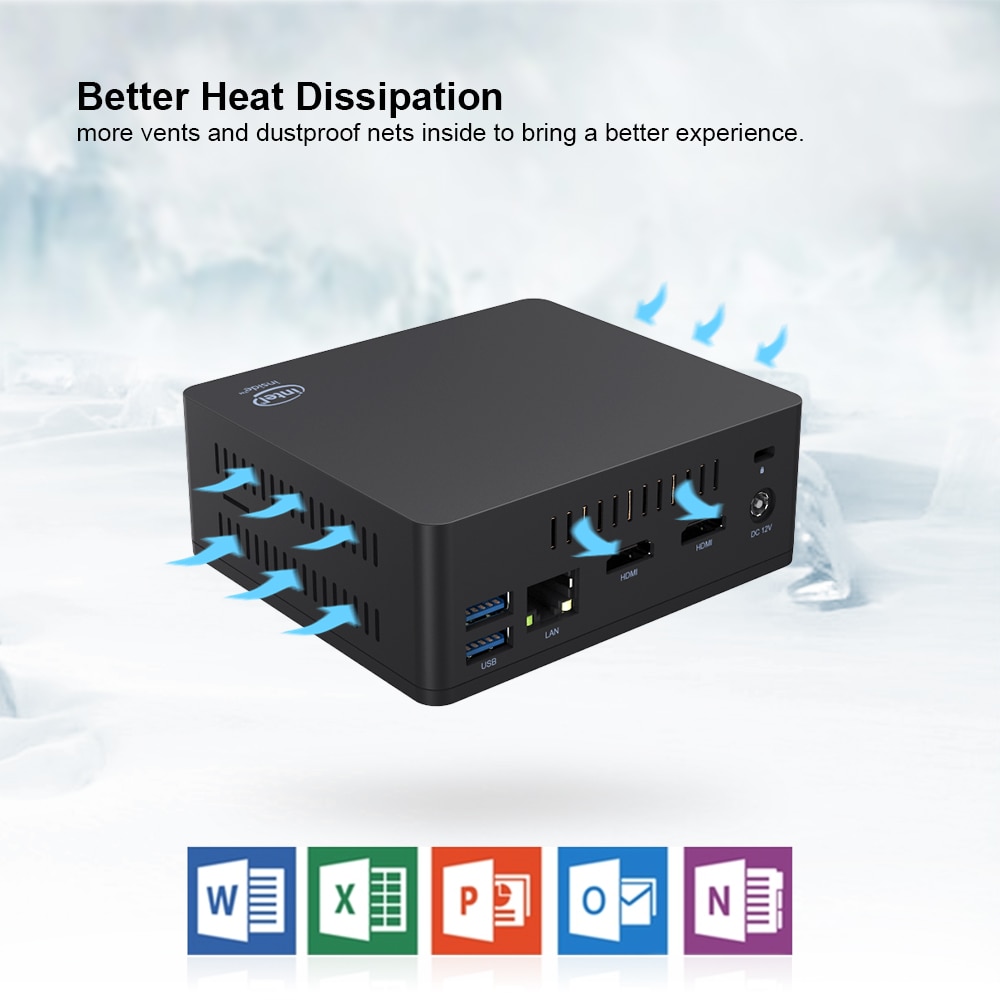 Better Heat Dissipation
more vents and dustproof nets inside to bring a better experience.
intel
inside™
DC 12V
HDMI
HDMI
LAN
USB
W
X
P
O
N